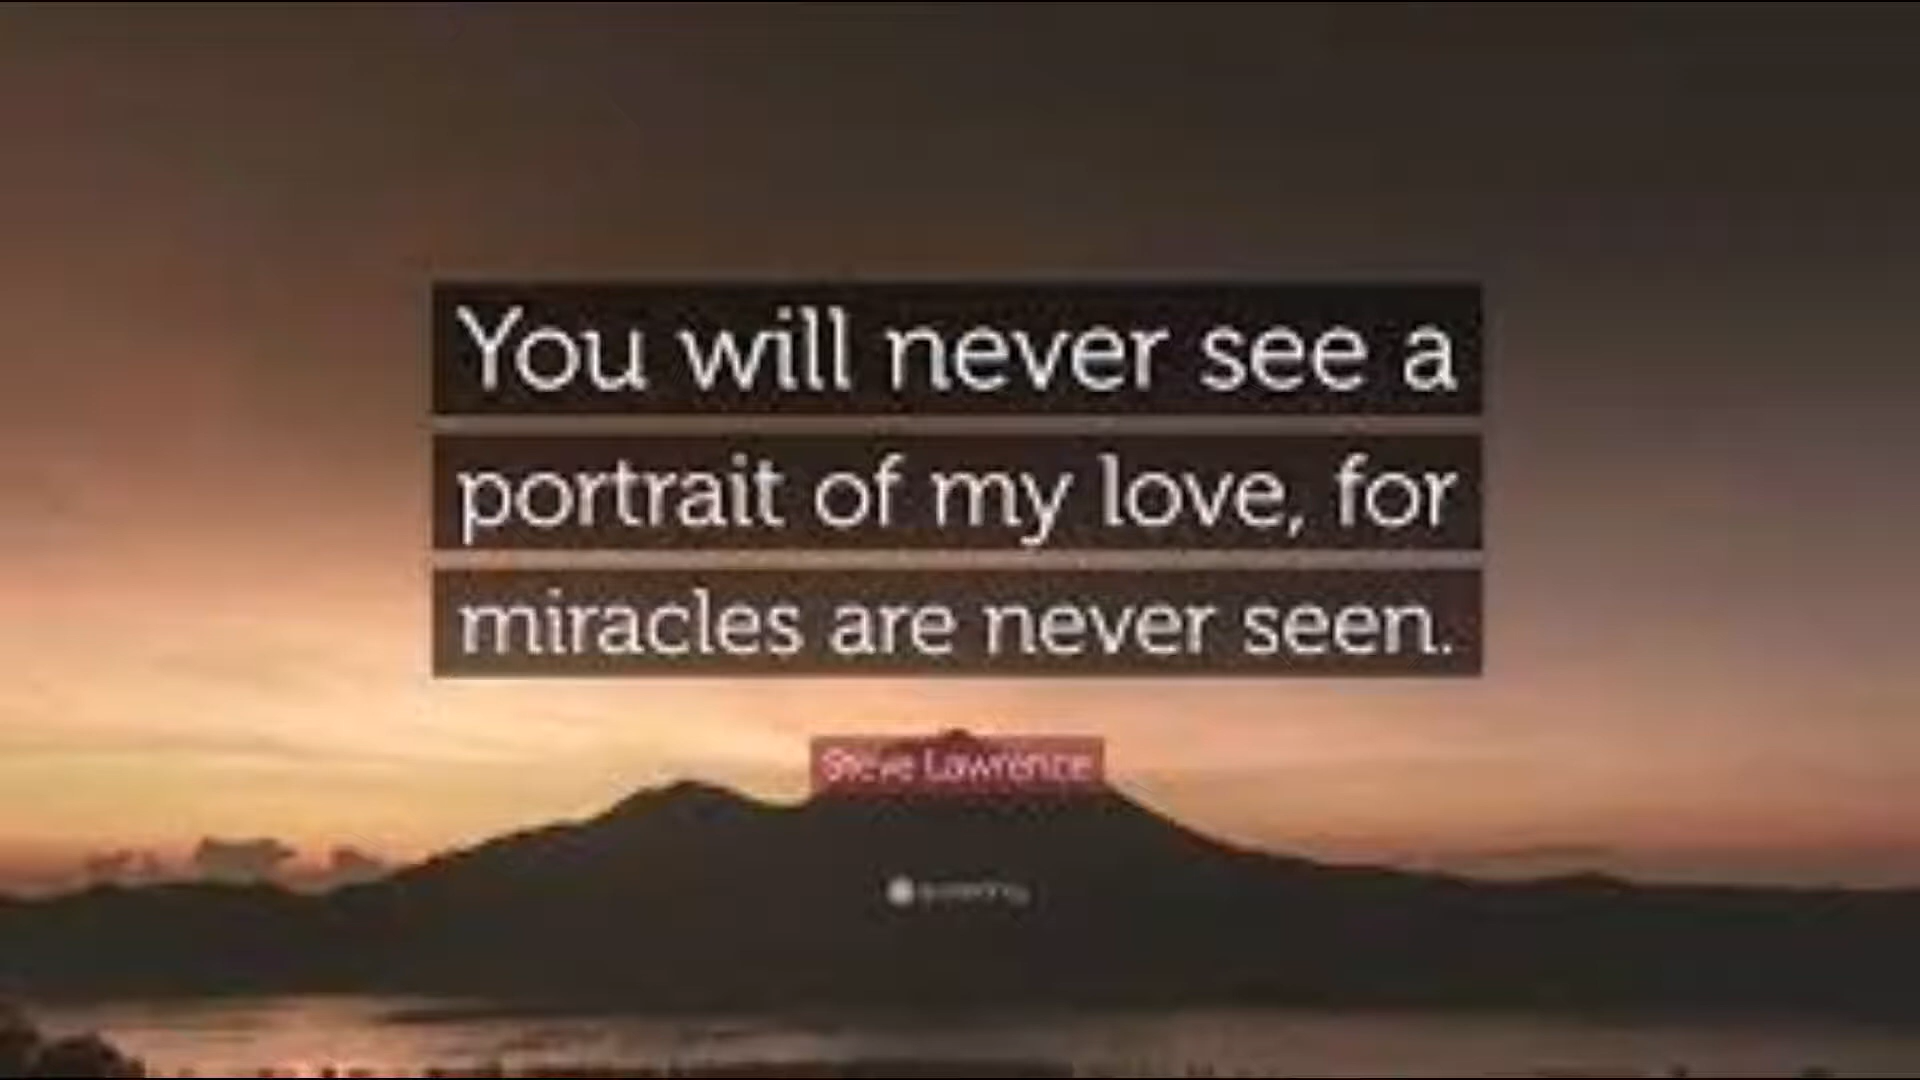 You will never see a
portrait of my love, for
miracles are never seen.
Steve Lawrence